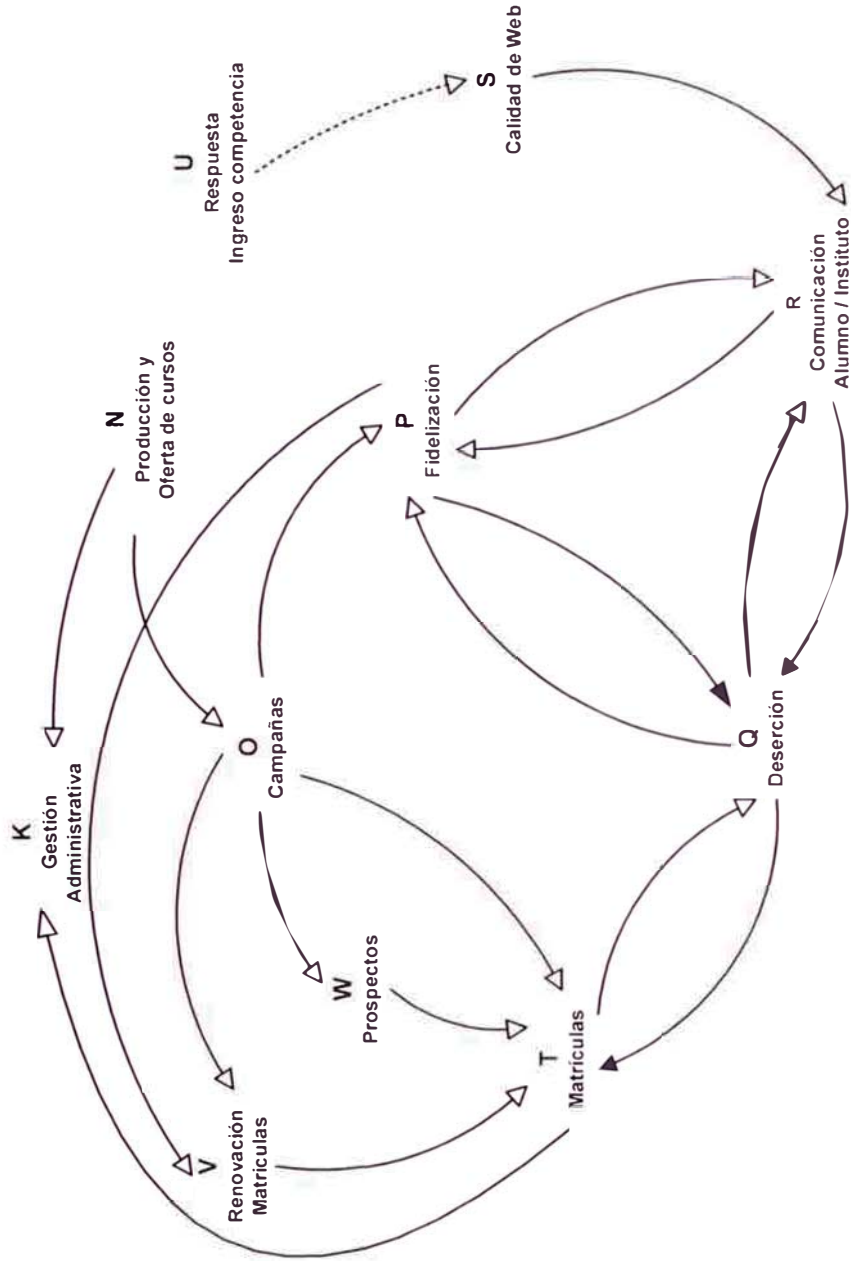 K
Gestión
Administrativa
N
Producción y
Oferta de cursos
U
Respuesta
Ingreso competencia
V
Renovación
Matriculas
O
Campañas
W
Prospectos
P
Fidelización
S
Calidad de Web
T
Matrículas
Q
Deserción
R
Comunicación
Alumno / Instituto